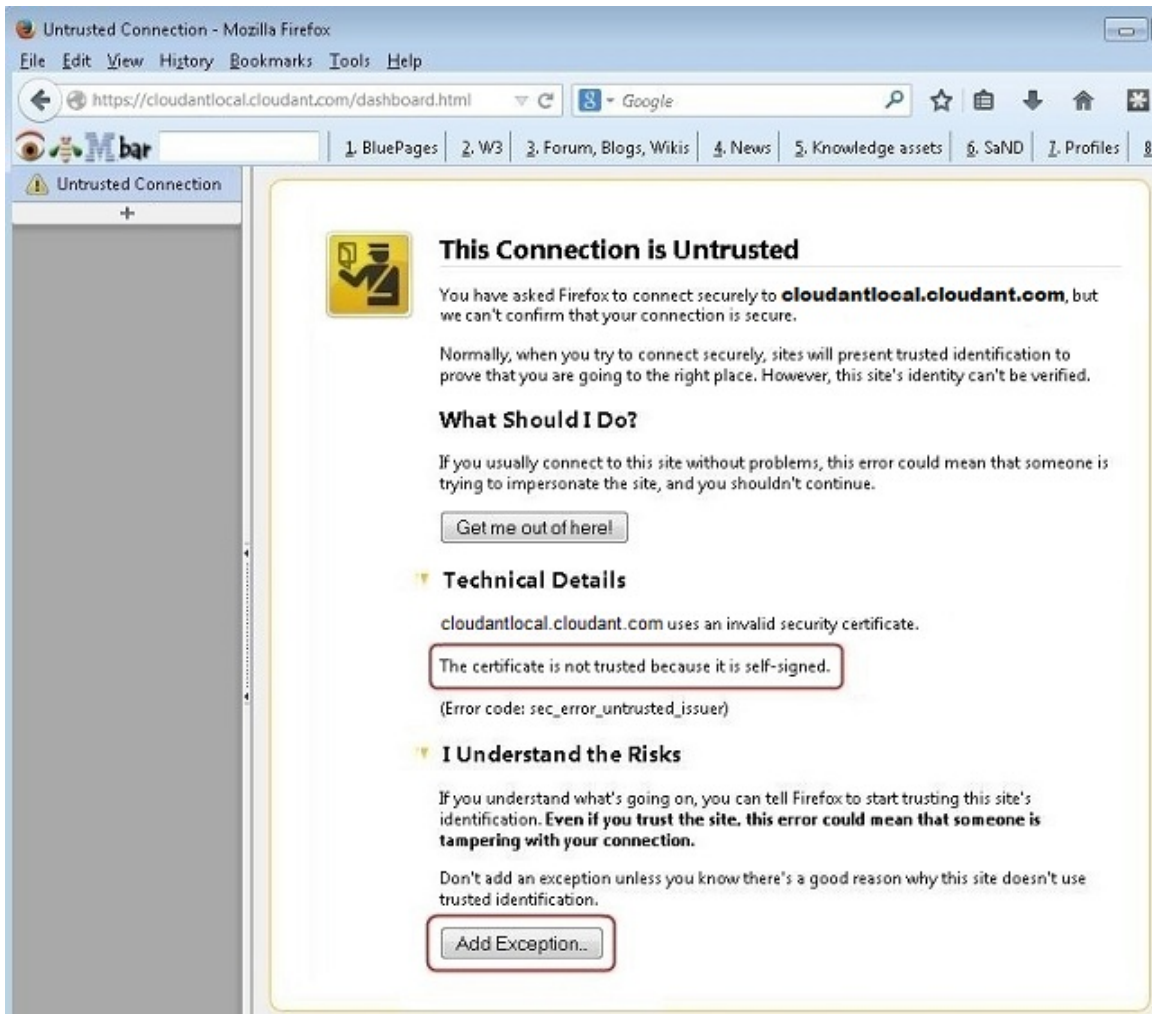 Untrusted Connection - Mozilla Firefox
File Edit View History Bookmarks Tools Help
https://cloudantlocal.cloudant.com/dashboard.html 8 Google
M bar 1. BluePages 2. W3 3. Forum, Blogs, Wikis 4. News 5. Knowledge assets 6. SaND 7. Profiles 8
Untrusted Connection
+
This Connection is Untrusted
You have asked Firefox to connect securely to cloudantlocal.cloudant.com, but
we can't confirm that your connection is secure.
Normally, when you try to connect securely, sites will present trusted identification to
prove that you are going to the right place. However, this site's identity can't be verified.
What Should I Do?
If you usually connect to this site without problems, this error could mean that someone is
trying to impersonate the site, and you shouldn't continue.
Get me out of here!
Technical Details
cloudantlocal.cloudant.com uses an invalid security certificate.
The certificate is not trusted because it is self-signed.
(Error code: sec_error_untrusted_issuer)
I Understand the Risks
If you understand what's going on, you can tell Firefox to start trusting this site's
identification. Even if you trust the site, this error could mean that someone is
tampering with your connection.
Don't add an exception unless you know there's a good reason why this site doesn't use
trusted identification.
Add Exception..